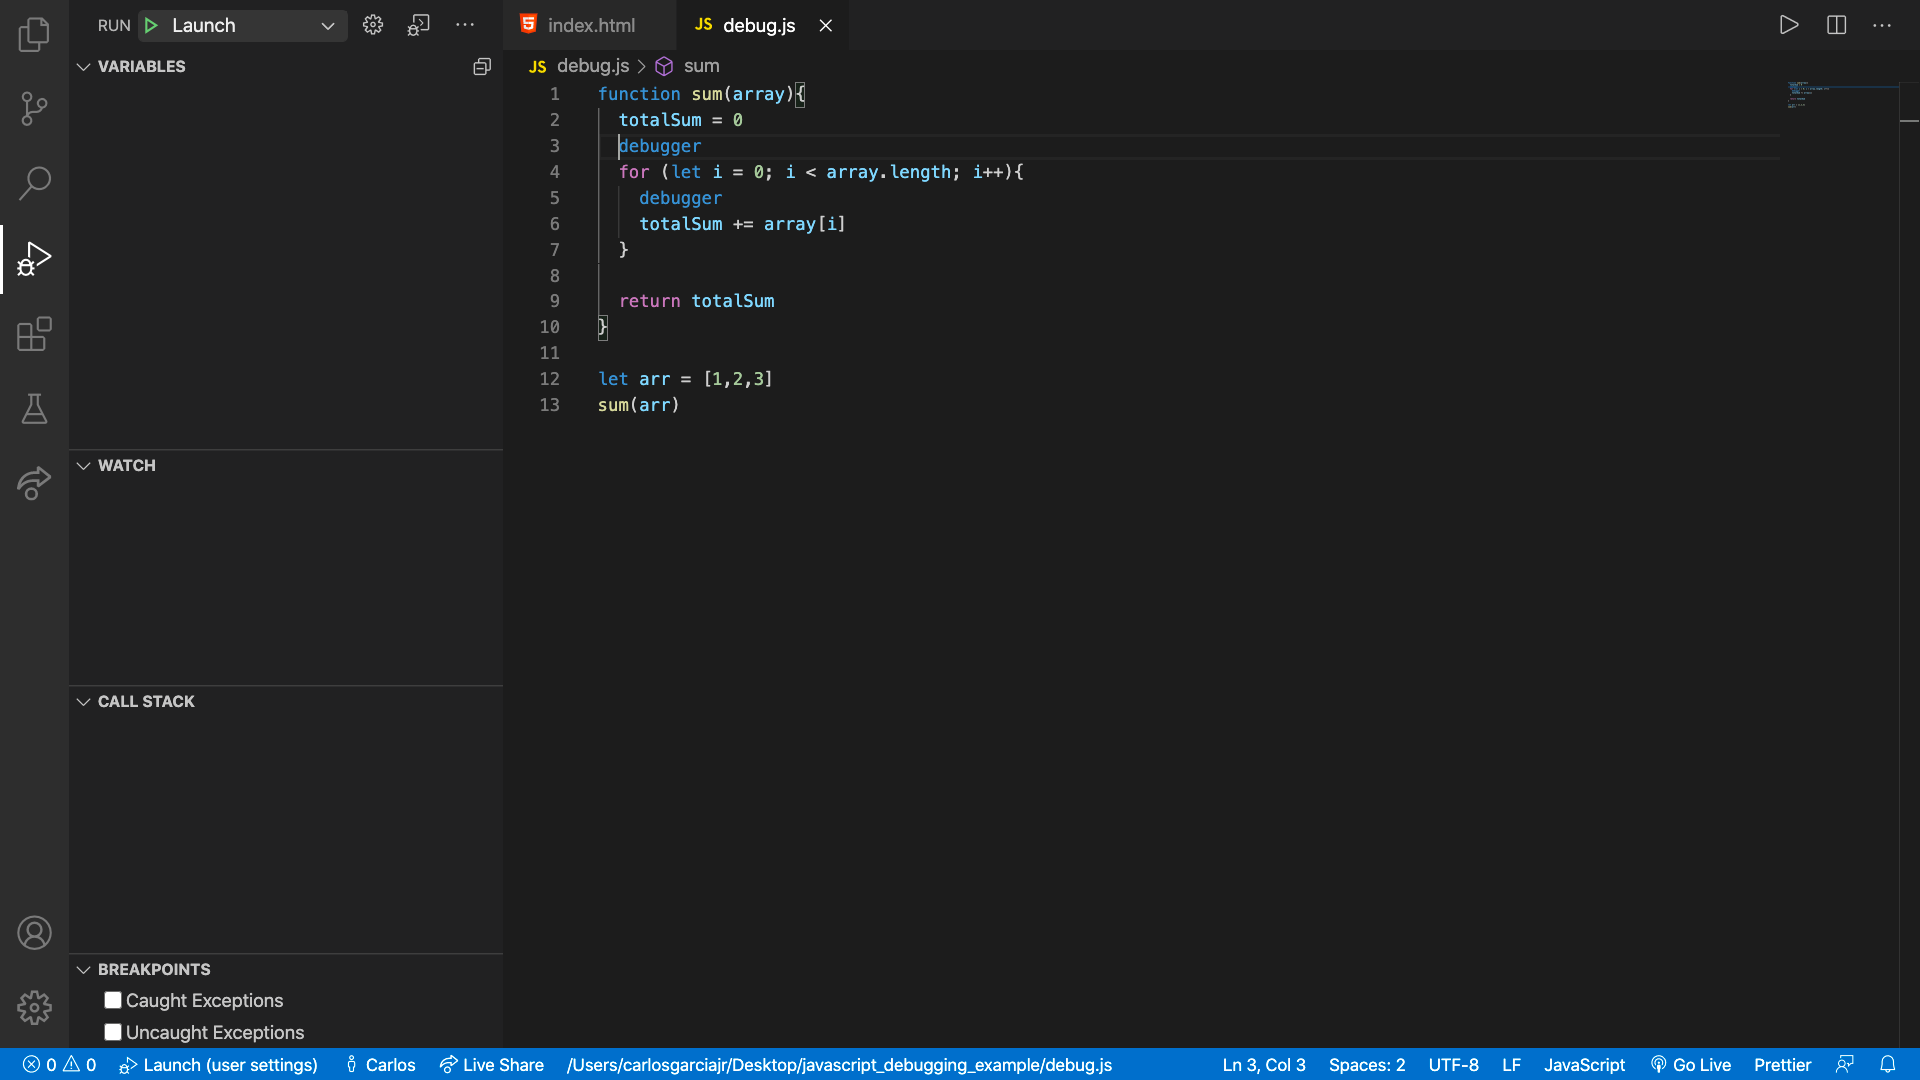 RUN Launch
VARIABLES
WATCH
CALL STACK
BREAKPOINTS
Caught Exceptions
Uncaught Exceptions
index.html
JS debug.js
JS debug.js > sum
1 function sum(array){
2   totalSum = 0
3   debugger
4   for (let i = 0; i < array.length; i++){
5     debugger
6     totalSum += array[i]
7   }
8
9   return totalSum
10 }
11
12 let arr = [1,2,3]
13 sum(arr)
0 0 Launch (user settings) Carlos Live Share /Users/carlosgarciajr/Desktop/javascript_debugging_example/debug.js Ln 3, Col 3 Spaces: 2 UTF-8 LF JavaScript Go Live Prettier